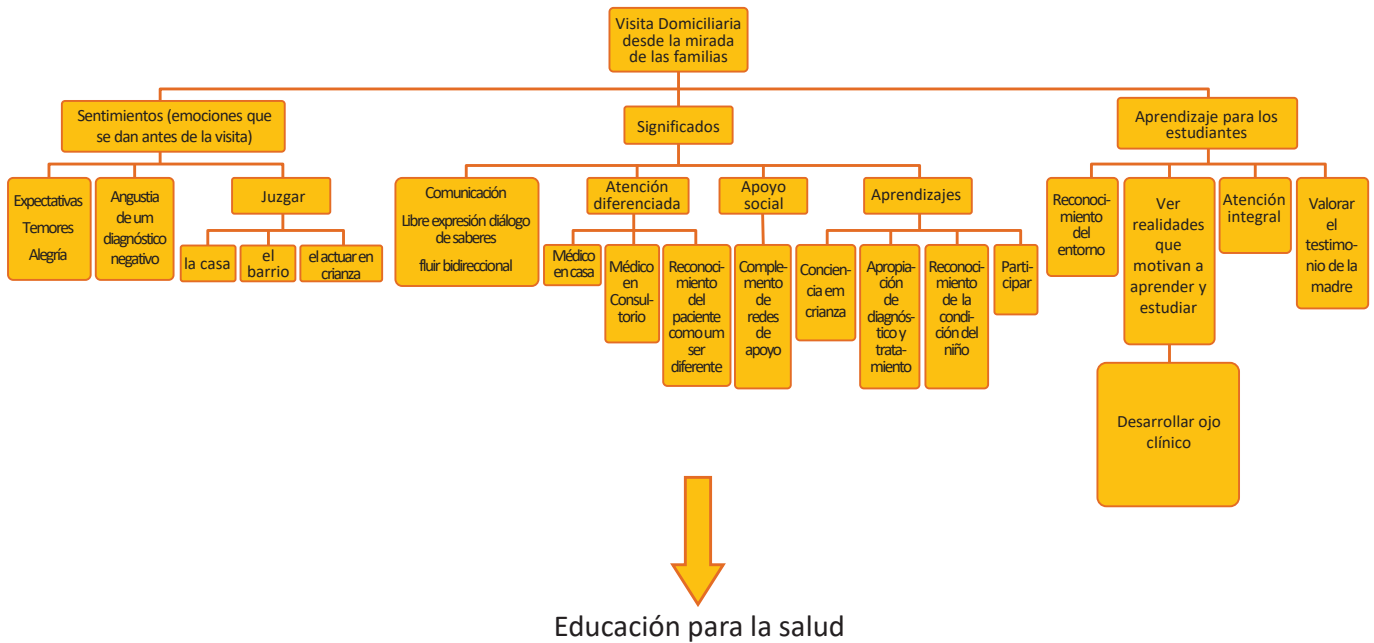 Visita Domiciliaria
desde la mirada
de las familias
Sentimientos (emociones que
se dan antes de la visita)
Significados
Aprendizaje para los
estudiantes
Expectativas
Temores
Alegría
Angustia
de um
diagnóstico
negativo
Juzgar
la casa
el
barrio
el actuar en
crianza
Comunicación
Libre expresión diálogo
de saberes
fluir bidireccional
Atención
diferenciada
Médico
en casa
Médico
en
Consul-
torio
Reconoci-
miento del
paciente
como um
ser
diferente
Apoyo
social
Comple-
mento
de
redes
de
apoyo
Aprendizajes
Concien-
cia em
crianza
Apropia-
ción de
diagnós-
tico y
trata-
miento
Reconoci-
miento
de la
condi-
ción del
niño
Parti-
cipar
Reconoci-
miento
del
entorno
Ver
realidades
que
motivan a
aprender y
estudiar
Desarrollar ojo
clínico
Atención
integral
Valorar
el
testimo-
nio de la
madre
Educación para la salud